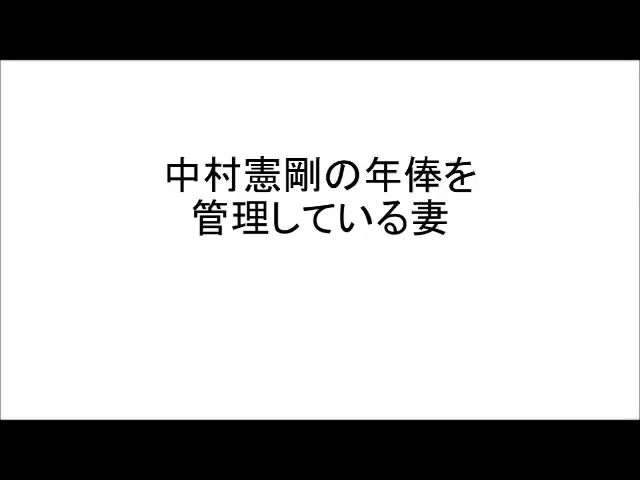 中村憲剛の年俸を
管理している妻